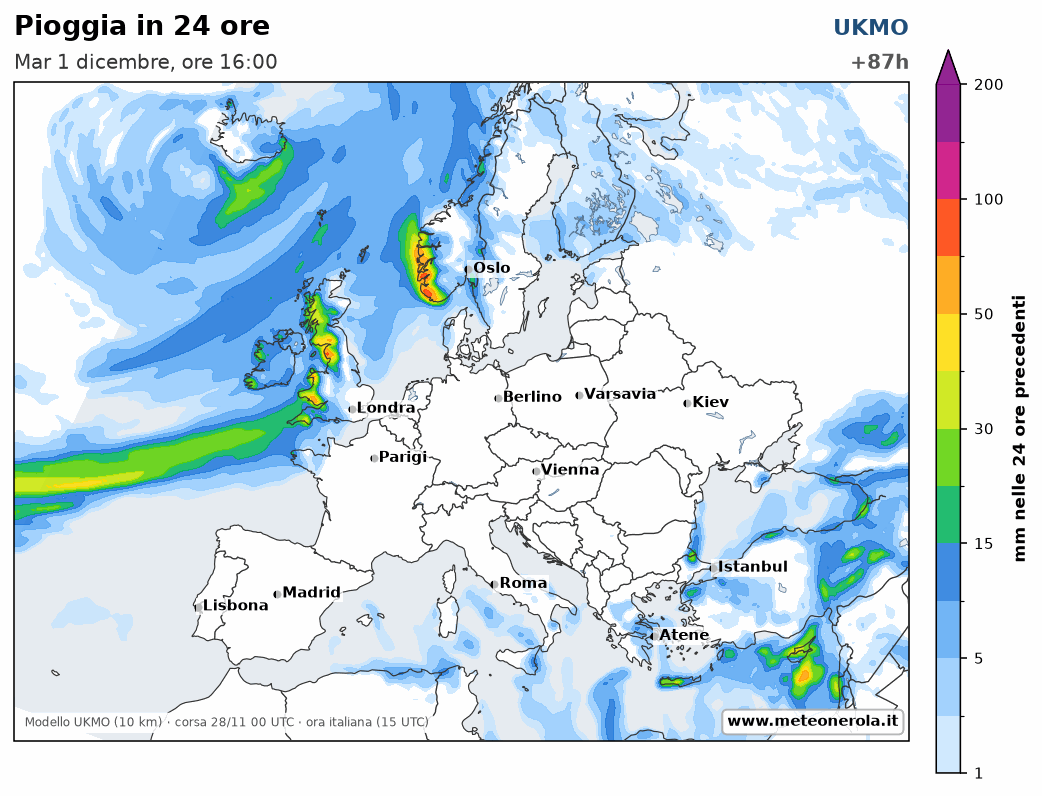 Pioggia in 24 ore
UKMO
Mar 1 dicembre, ore 16:00
+87h
200
100
50
30
15
5
1
mm nelle 24 ore precedenti
Oslo
Londra
Berlino
Varsavia
Kiev
Parigi
Vienna
Istanbul
Roma
Madrid
Lisbona
Atene
Modello UKMO (10 km) · corsa 28/11 00 UTC · ora italiana (15 UTC)
www.meteonerola.it